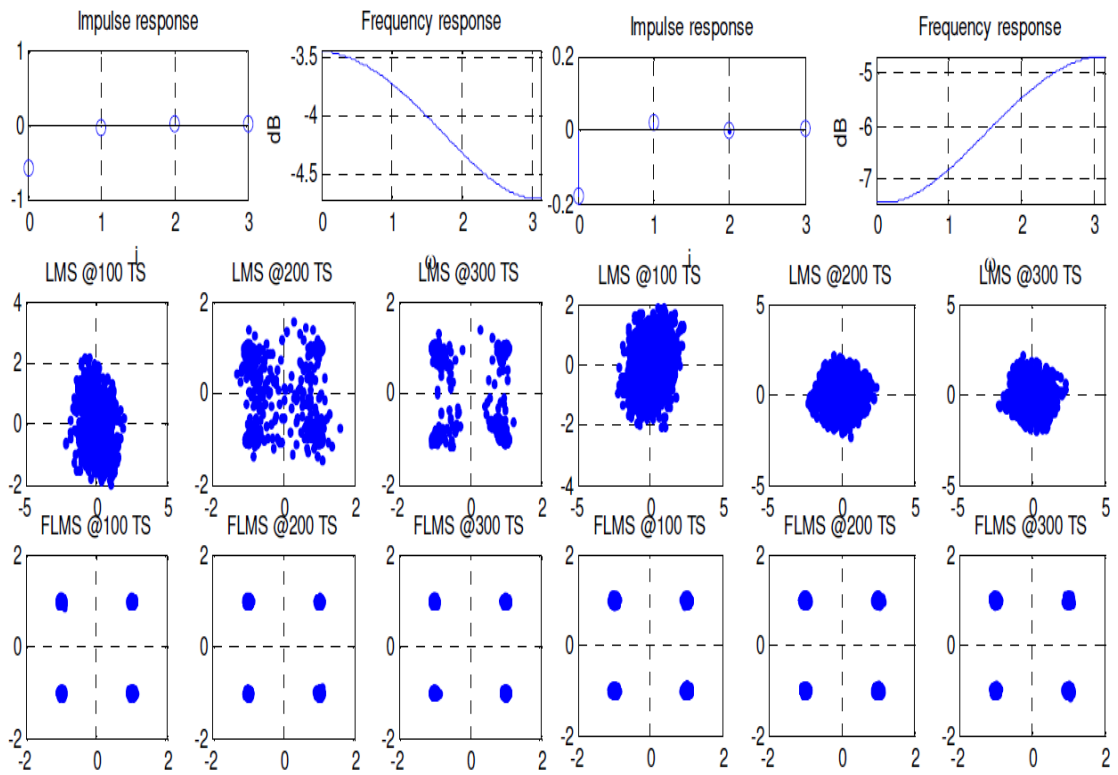 Impulse response
Frequency response
Impulse response
Frequency response
1
0
-1
0 1 2 3
i
dB
-3.5
-4
-4.5
0 1 2 3
ω
0.2
0
-0.2
0 1 2 3
i
dB
-5
-6
-7
0 1 2 3
ω
LMS @100 TS
LMS @200 TS
LMS @300 TS
LMS @100 TS
LMS @200 TS
LMS @300 TS
4
2
0
-2
-5 0 5
2
0
-2
-2 0 2
2
0
-2
-2 0 2
2
0
-2
-4
-5 0 5
5
0
-5
-5 0 5
5
0
-5
-5 0 5
FLMS @100 TS
FLMS @200 TS
FLMS @300 TS
FLMS @100 TS
FLMS @200 TS
FLMS @300 TS
2
0
-2
-2 0 2
2
0
-2
-2 0 2
2
0
-2
-2 0 2
2
0
-2
-2 0 2
2
0
-2
-2 0 2
2
0
-2
-2 0 2